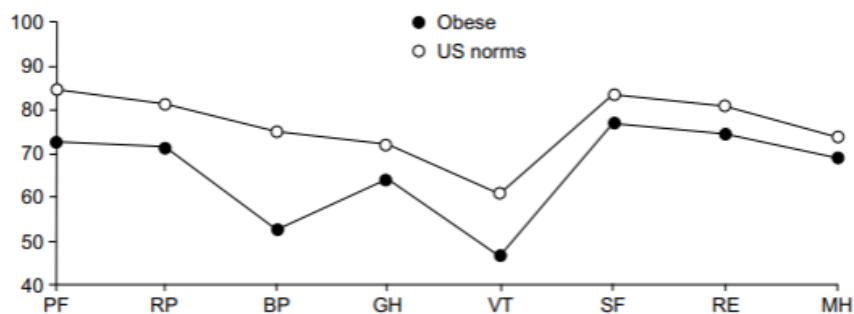 100
Obese
US norms
90
80
70
60
50
40
PF RP BP GH VT SF RE MH